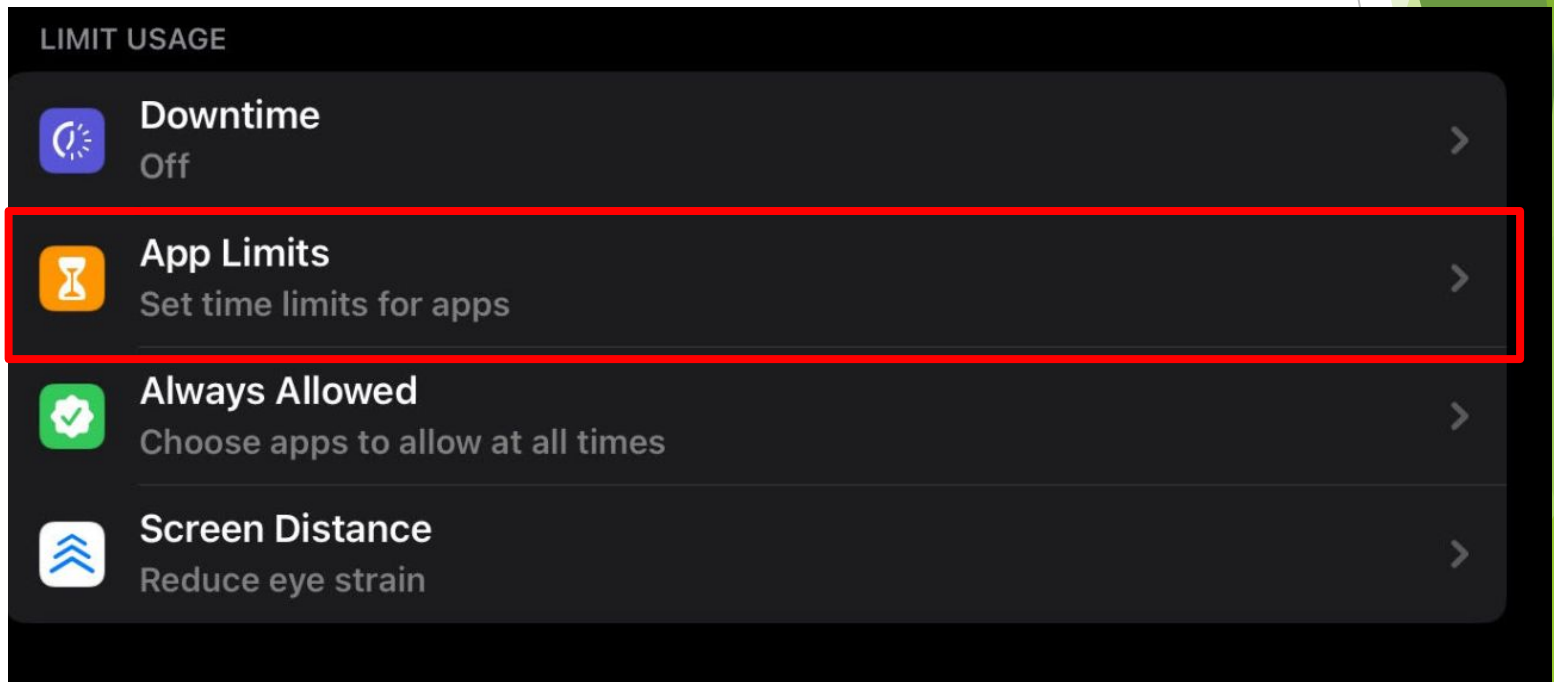 LIMIT USAGE
Downtime
Off
App Limits
Set time limits for apps
Always Allowed
Choose apps to allow at all times
Screen Distance
Reduce eye strain